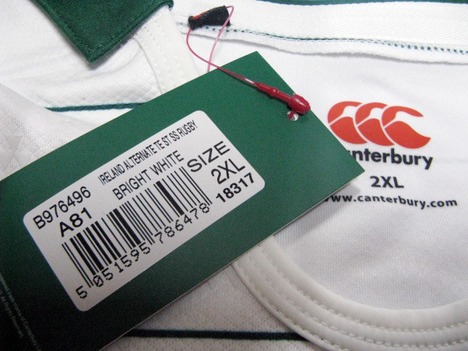 B976496 IRELAND ALTERNATE TE ST SS RUGBY
A81 BRIGHT WHITE
SIZE
2XL
18317
5 051595 786478
canterbury
2XL
www.canterbury.com